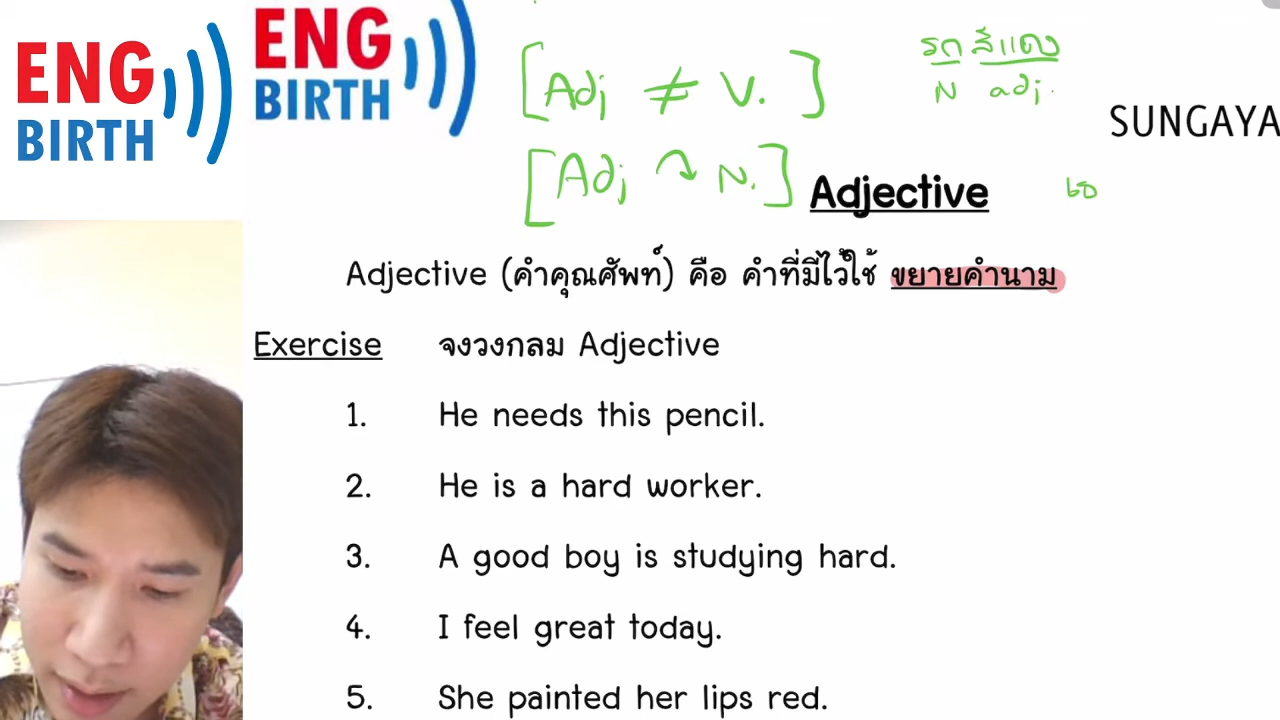 ENG
BIRTH
ENG
BIRTH
[Adj ≠ V.]
รถ สีแดง
N adj.
SUNGAYA
[Adj ↷ N.]
Adjective
Adjective (คำคุณศัพท์) คือ คำที่มีไว้ใช้ ขยายคำนาม
Exercise จงวงกลม Adjective
1. He needs this pencil.
2. He is a hard worker.
3. A good boy is studying hard.
4. I feel great today.
5. She painted her lips red.